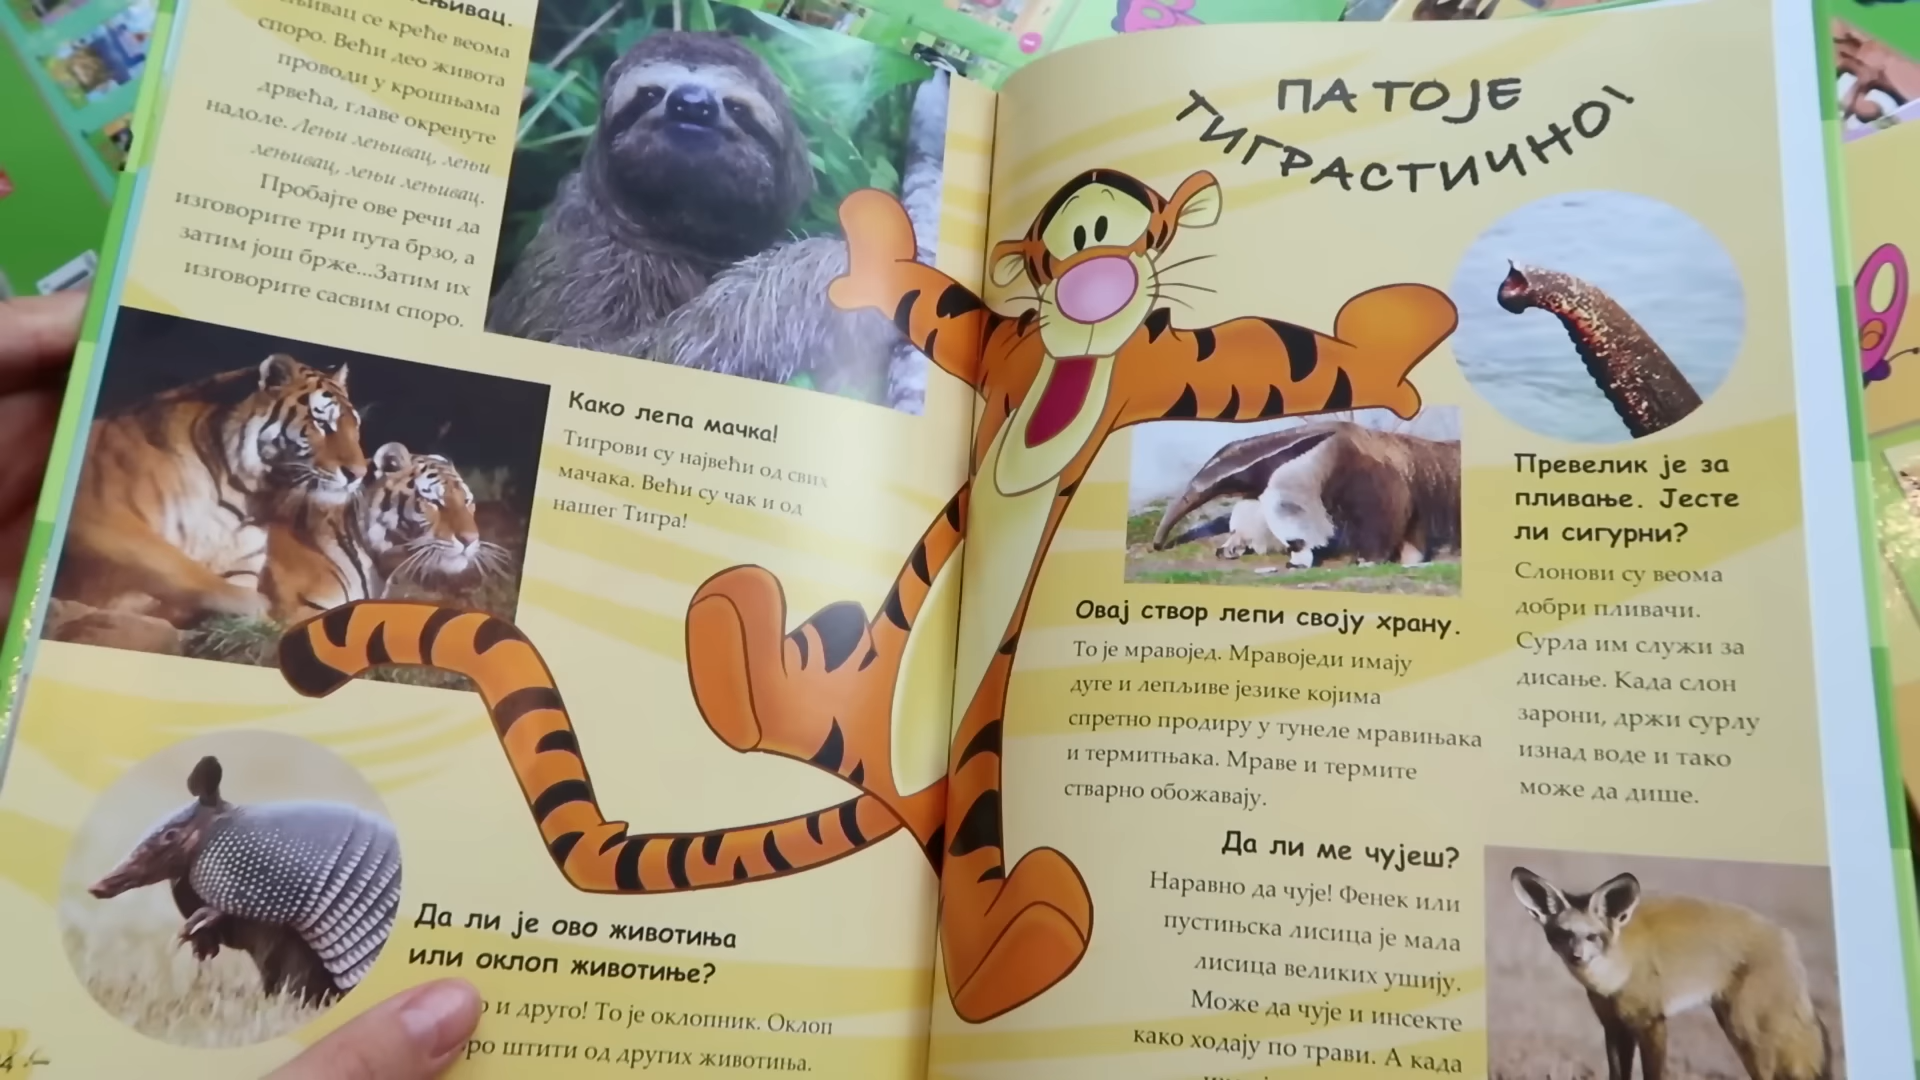 се креће веома
споро. Већи део живота
проводи у крошњама
дрвећа, главе окренуте
надоле. Лењи лењивац, лењи
лењивац, лењи лењивац.
Пробајте ове речи да
изговорите три пута брзо, а
затим још брже...Затим их
изговорите сасвим споро.
Како лепа мачка!
Тигрови су највећи од свих
мачака. Већи су чак и од
нашег Тигра!
Да ли је ово животиња
или оклоп животиње?
и друго! То је оклопник. Оклоп
штити од других животиња.
ПА ТО ЈЕ
ТИГРАСТИЧНО!
Превелик је за
пливање. Јесте
ли сигурни?
Слонови су веома
добри пливачи.
Сурла им служи за
дисање. Када слон
зарони, држи сурлу
изнад воде и тако
може да дише.
Овај створ лепи своју храну.
То је мравојед. Мравоједи имају
дуге и лепљиве језике којима
спретно продиру у тунеле мравињака
и термитњака. Мраве и термите
стварно обожавају.
Да ли ме чујеш?
Наравно да чује! Фенек или
пустињска лисица је мала
лисица великих ушију.
Може да чује и инсекте
како ходају по трави. А када